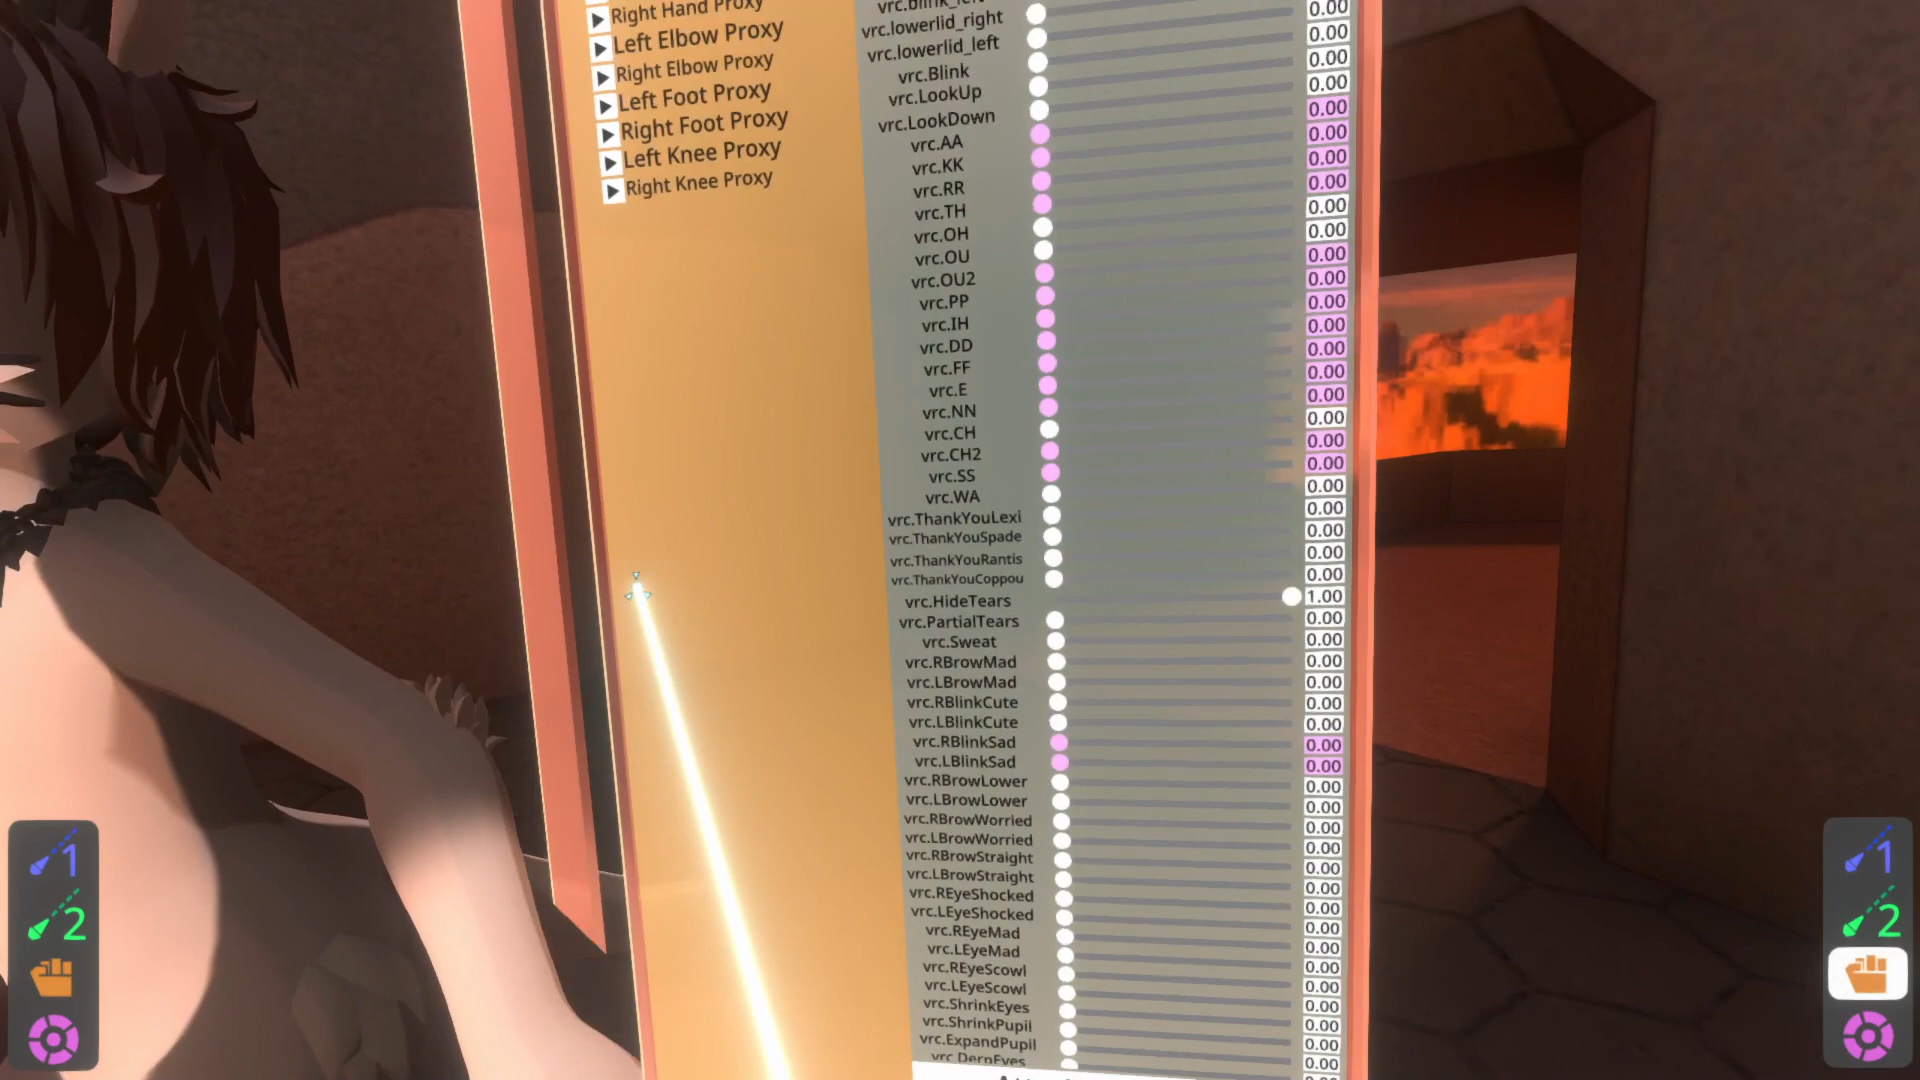 Right Hand Proxy
Left Elbow Proxy
Right Elbow Proxy
Left Foot Proxy
Right Foot Proxy
Left Knee Proxy
Right Knee Proxy
vrc.blink_left 0.00
vrc.lowerlid_right 0.00
vrc.lowerlid_left 0.00
vrc.Blink 0.00
vrc.LookUp 0.00
vrc.LookDown 0.00
vrc.AA 0.00
vrc.KK 0.00
vrc.RR 0.00
vrc.TH 0.00
vrc.OH 0.00
vrc.OU 0.00
vrc.OU2 0.00
vrc.PP 0.00
vrc.IH 0.00
vrc.DD 0.00
vrc.FF 0.00
vrc.E 0.00
vrc.NN 0.00
vrc.CH 0.00
vrc.CH2 0.00
vrc.SS 0.00
vrc.WA 0.00
vrc.ThankYouLexi 0.00
vrc.ThankYouSpade 0.00
vrc.ThankYouRantis 0.00
vrc.ThankYouCoppou 0.00
vrc.HideTears 1.00
vrc.PartialTears 0.00
vrc.Sweat 0.00
vrc.RBrowMad 0.00
vrc.LBrowMad 0.00
vrc.RBlinkCute 0.00
vrc.LBlinkCute 0.00
vrc.RBlinkSad 0.00
vrc.LBlinkSad 0.00
vrc.RBrowLower 0.00
vrc.LBrowLower 0.00
vrc.RBrowWorried 0.00
vrc.LBrowWorried 0.00
vrc.RBrowStraight 0.00
vrc.LBrowStraight 0.00
vrc.REyeShocked 0.00
vrc.LEyeShocked 0.00
vrc.REyeMad 0.00
vrc.LEyeMad 0.00
vrc.REyeScowl 0.00
vrc.LEyeScowl 0.00
vrc.ShrinkEyes 0.00
vrc.ShrinkPupil 0.00
vrc.ExpandPupil 0.00
vrc.DerpEyes 0.00
1
2
1
2